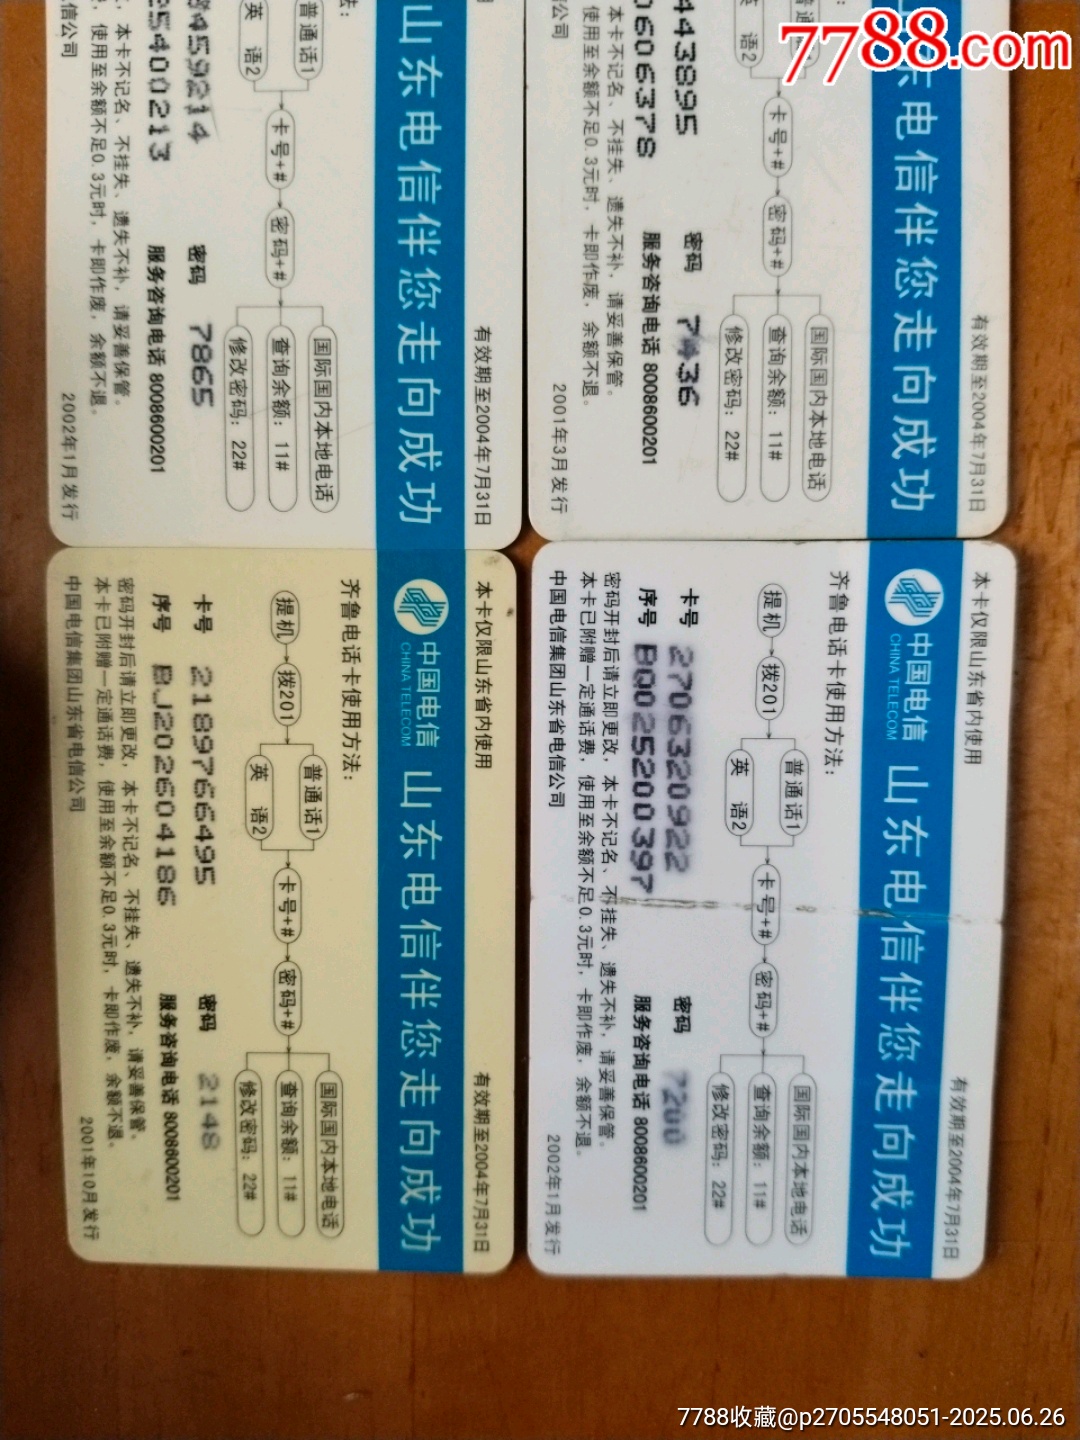 7788.com
法：
普通话1
英 语2
卡号+#
密码+#
国际国内本地电话
查询余额：11#
修改密码：22#
山东电信伴您走向成功
有效期至2004年7月31日
8459214
25400213
密码 7865
服务咨询电话 8008600201
本卡不记名、不挂失、遗失不补，请妥善保管。
使用至余额不足0.3元时，卡即作废，余额不退。
信公司
2002年1月发行
普通话1
英 语2
卡号+#
密码+#
国际国内本地电话
查询余额：11#
修改密码：22#
东电信伴您走向成功
有效期至2004年7月31日
443895
0606378
密码 7436
服务咨询电话 8008600201
本卡不记名、不挂失、遗失不补，请妥善保管。
使用至余额不足0.3元时，卡即作废，余额不退。
公司
2001年3月发行
本卡仅限山东省内使用
有效期至2004年7月31日
中国电信 山东电信伴您走向成功
CHINA TELECOM
齐鲁电话卡使用方法：
提机
拨201
普通话1
英 语2
卡号+#
密码+#
国际国内本地电话
查询余额：11#
修改密码：22#
卡号 2189766495 密码 2148
序号 BJ202604186 服务咨询电话 8008600201
密码开封后请立即更改，本卡不记名、不挂失、遗失不补，请妥善保管。
本卡已附赠一定通话费，使用至余额不足0.3元时，卡即作废，余额不退。
中国电信集团山东省电信公司
2001年10月发行
本卡仅限山东省内使用
有效期至2004年7月31日
中国电信 山东电信伴您走向成功
CHINA TELECOM
齐鲁电话卡使用方法：
提机
拨201
普通话1
英 语2
卡号+#
密码+#
国际国内本地电话
查询余额：11#
修改密码：22#
卡号 2706320922 密码 7200
序号 BQ025200397 服务咨询电话 8008600201
密码开封后请立即更改，本卡不记名、不挂失、遗失不补，请妥善保管。
本卡已附赠一定通话费，使用至余额不足0.3元时，卡即作废，余额不退。
中国电信集团山东省电信公司
2002年1月发行
7788收藏@p2705548051-2025.06.26